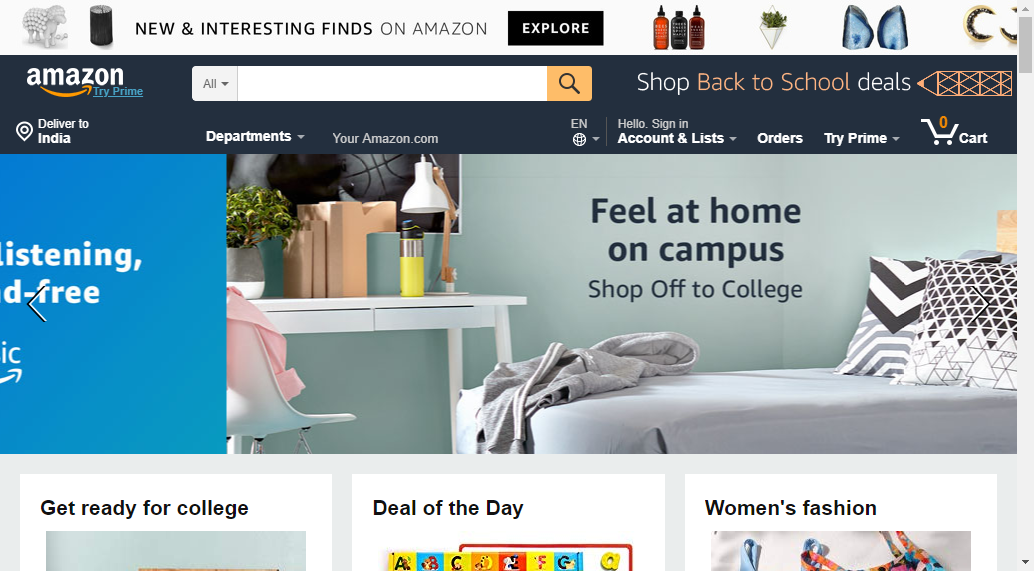 NEW & INTERESTING FINDS ON AMAZON
EXPLORE
amazon
Try Prime
All
Shop Back to School deals
Deliver to
India
Departments
Your Amazon.com
EN
Hello. Sign in
Account & Lists
Orders
Try Prime
0
Cart
listening,
nd-free
ic
Feel at home
on campus
Shop Off to College
Get ready for college
Deal of the Day
Women's fashion
A B C D E F G